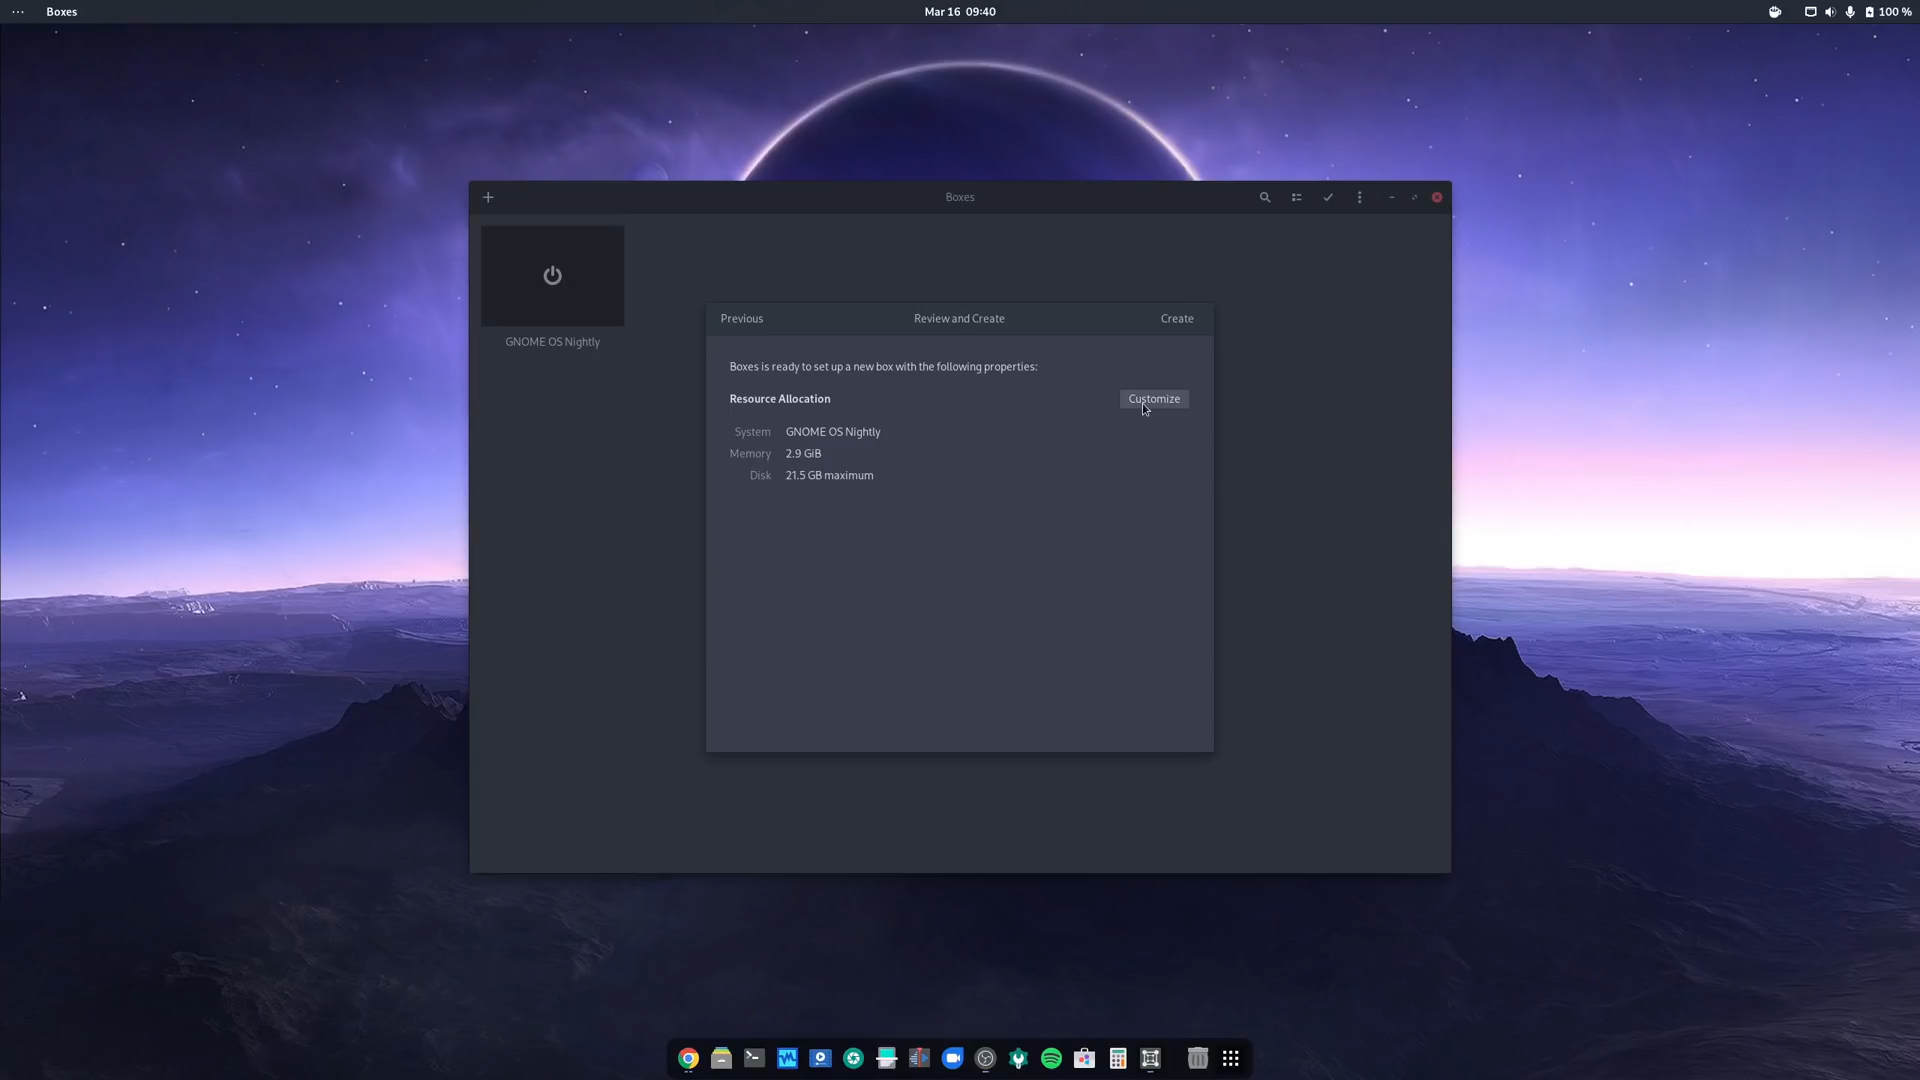 Boxes
Mar 16 09:40
100 %
Boxes
GNOME OS Nightly
Previous
Review and Create
Create
Boxes is ready to set up a new box with the following properties:
Resource Allocation
Customize
System GNOME OS Nightly
Memory 2.9 GiB
Disk 21.5 GB maximum